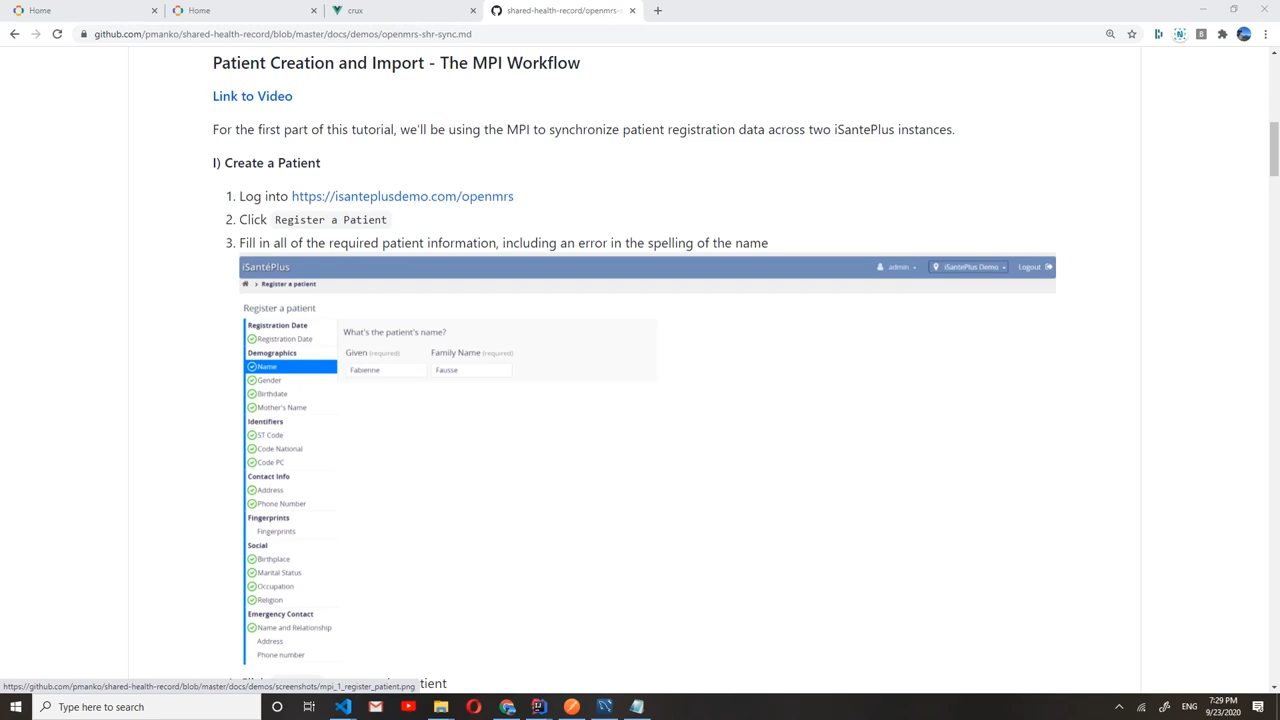 Home
Home
crux
shared-health-record/openmrs-
github.com/pmanko/shared-health-record/blob/master/docs/demos/openmrs-shr-sync.md
Patient Creation and Import - The MPI Workflow
Link to Video
For the first part of this tutorial, we'll be using the MPI to synchronize patient registration data across two iSantePlus instances.
I) Create a Patient
1. Log into https://isanteplusdemo.com/openmrs
2. Click Register a Patient
3. Fill in all of the required patient information, including an error in the spelling of the name
iSantéPlus
admin
iSantePlus Demo
Logout
Register a patient
Register a patient
Registration Date
Registration Date
Demographics
Name
Gender
Birthdate
Mother's Name
Identifiers
ST Code
Code National
Code PC
Contact Info
Address
Phone Number
Fingerprints
Fingerprints
Social
Birthplace
Marital Status
Occupation
Religion
Emergency Contact
Name and Relationship
Address
Phone number
What's the patient's name?
Given (required) Family Name (required)
Fabienne Fausse
tient
https://github.com/pmanko/shared-health-record/blob/master/docs/demos/screenshots/mpi_1_register_patient.png
Type here to search
ENG
7:29 PM
9/23/2020